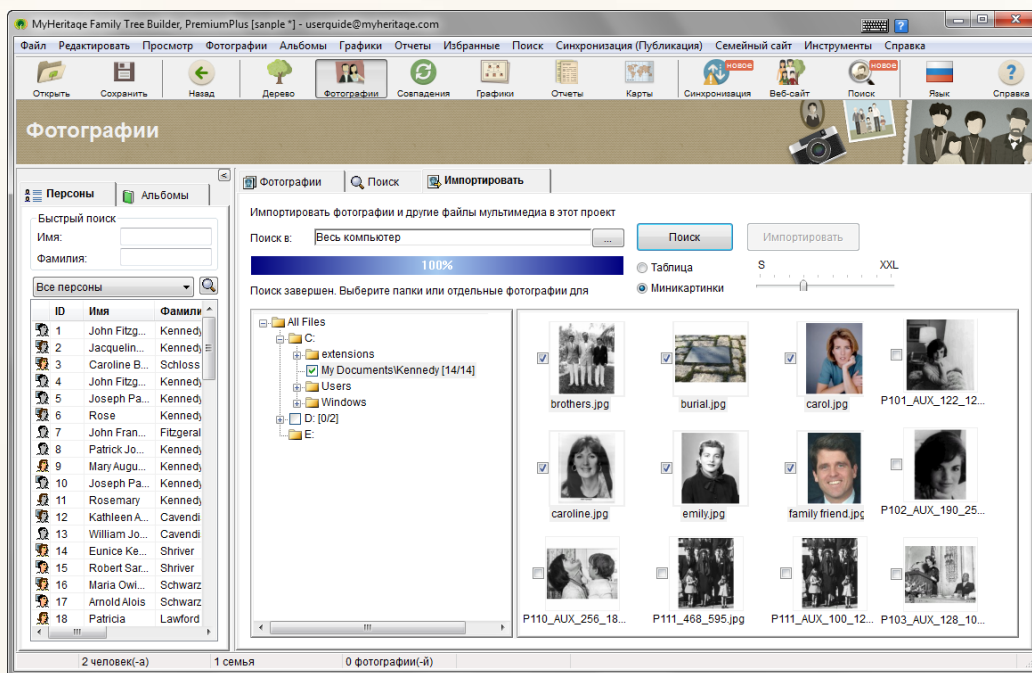 MyHeritage Family Tree Builder, PremiumPlus [sanple *] - userguide@myheritage.com
Файл Редактировать Просмотр Фотографии Альбомы Графики Отчеты Избранные Поиск Синхронизация (Публикация) Семейный сайт Инструменты Справка
новое новое
Открыть Сохранить Назад Дерево Фотографии Совпадения Графики Отчеты Карты Синхронизация Веб-сайт Поиск Язык Справка
Фотографии
Персоны Альбомы
Быстрый поиск
Имя:
Фамилия:
Все персоны
ID Имя Фамили
1 John Fitzg... Kennedy
2 Jacquelin... Kennedy
3 Caroline B... Schloss
4 John Fitzg... Kennedy
5 Joseph Pa... Kennedy
6 Rose Kennedy
7 John Fran... Fitzgeral
8 Patrick Jo... Kennedy
9 Mary Augu... Kennedy
10 Joseph Pa... Kennedy
11 Rosemary Kennedy
12 Kathleen A... Cavendi
13 William Jo... Cavendi
14 Eunice Ke... Shriver
15 Robert Sar... Shriver
16 Maria Owi... Schwarz
17 Arnold Alois Schwarz
18 Patricia Lawford
Фотографии Поиск Импортировать
Импортировать фотографии и другие файлы мультимедиа в этот проект
Поиск в: Весь компьютер ... Поиск Импортировать
100%
Таблица S XXL
Миникартинки
Поиск завершен. Выберите папки или отдельные фотографии для
All Files
C:
extensions
My Documents\Kennedy [14/14]
Users
Windows
D: [0/2]
E:
brothers.jpg burial.jpg carol.jpg P101_AUX_122_12...
caroline.jpg emily.jpg family friend.jpg P102_AUX_190_25...
P110_AUX_256_18... P111_468_595.jpg P111_AUX_100_12... P103_AUX_128_10...
2 человек(-а) 1 семья 0 фотографии(-й)